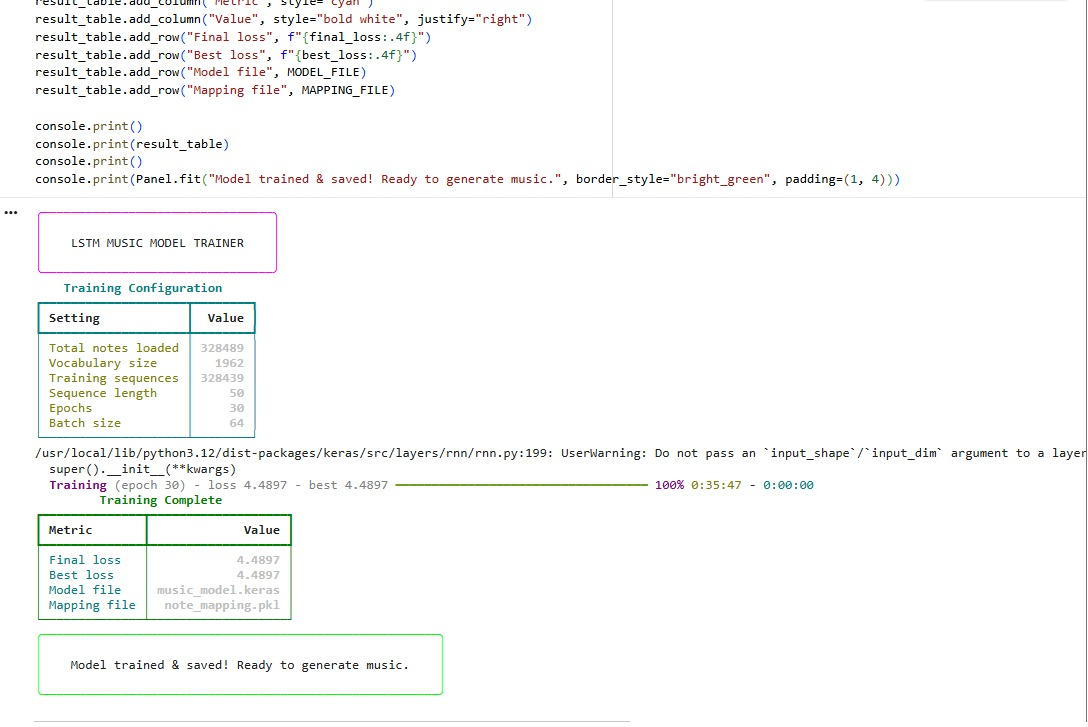 result_table.add_column("Metric", style="cyan")
result_table.add_column("Value", style="bold white", justify="right")
result_table.add_row("Final loss", f"{final_loss:.4f}")
result_table.add_row("Best loss", f"{best_loss:.4f}")
result_table.add_row("Model file", MODEL_FILE)
result_table.add_row("Mapping file", MAPPING_FILE)
console.print()
console.print(result_table)
console.print()
console.print(Panel.fit("Model trained & saved! Ready to generate music.", border_style="bright_green", padding=(1, 4)))
LSTM MUSIC MODEL TRAINER
Training Configuration
Setting Value
Total notes loaded 328489
Vocabulary size 1962
Training sequences 328439
Sequence length 50
Epochs 30
Batch size 64
/usr/local/lib/python3.12/dist-packages/keras/src/layers/rnn/rnn.py:199: UserWarning: Do not pass an `input_shape`/`input_dim` argument to a layer
super().__init__(**kwargs)
Training (epoch 30) - loss 4.4897 - best 4.4897 100% 0:35:47 - 0:00:00
Training Complete
Metric Value
Final loss 4.4897
Best loss 4.4897
Model file music_model.keras
Mapping file note_mapping.pkl
Model trained & saved! Ready to generate music.